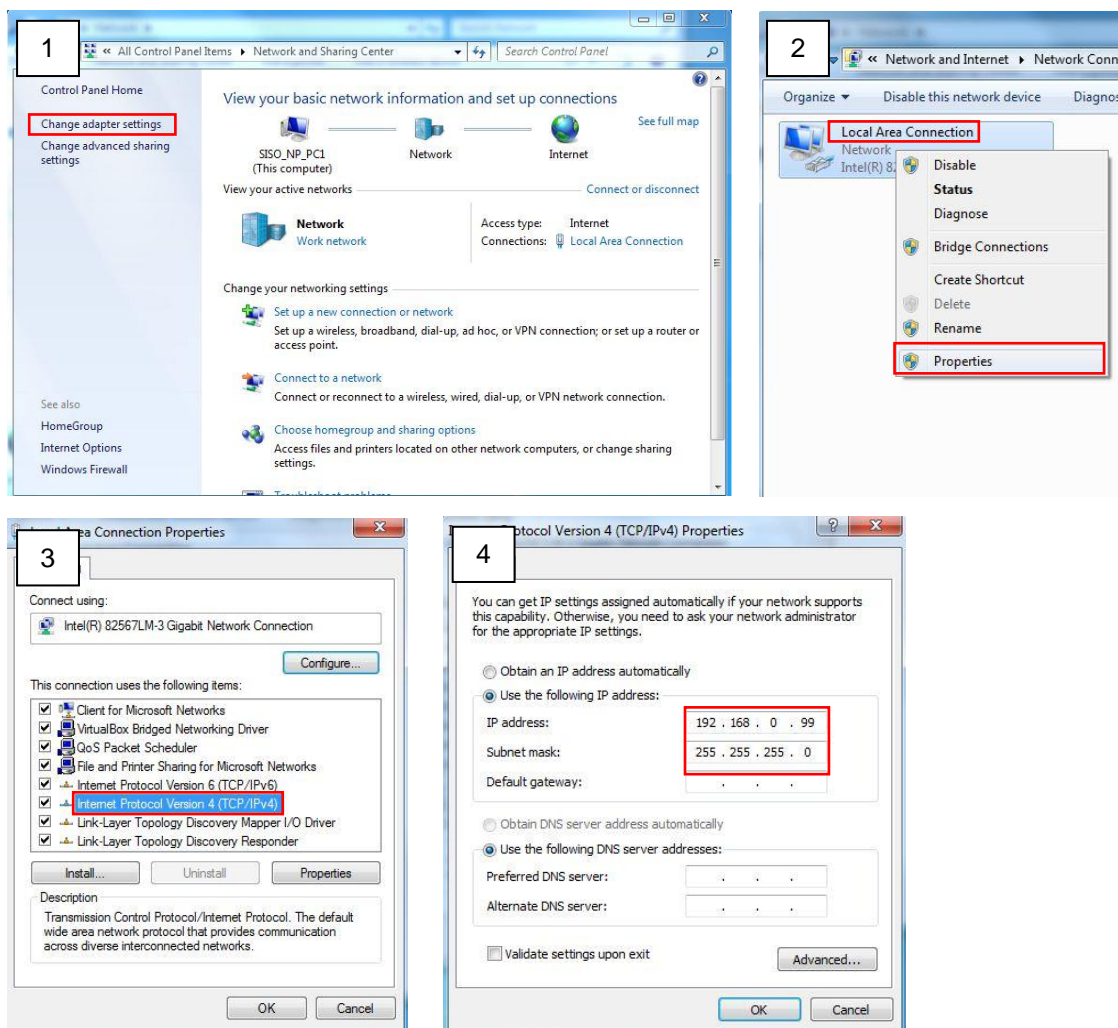 1
« All Control Panel Items ▸ Network and Sharing Center
Search Control Panel
Control Panel Home
Change adapter settings
Change advanced sharing
settings
See also
HomeGroup
Internet Options
Windows Firewall
View your basic network information and set up connections
See full map
SISO_NP_PC1
(This computer)
Network
Internet
View your active networks
Connect or disconnect
Network
Work network
Access type: Internet
Connections: Local Area Connection
Change your networking settings
Set up a new connection or network
Set up a wireless, broadband, dial-up, ad hoc, or VPN connection; or set up a router or
access point.
Connect to a network
Connect or reconnect to a wireless, wired, dial-up, or VPN network connection.
Choose homegroup and sharing options
Access files and printers located on other network computers, or change sharing
settings.
2
« Network and Internet ▸ Network Conn
Organize Disable this network device Diagnos
Local Area Connection
Network
Intel(R) 82
Disable
Status
Diagnose
Bridge Connections
Create Shortcut
Delete
Rename
Properties
3
ea Connection Properties
Connect using:
Intel(R) 82567LM-3 Gigabit Network Connection
Configure...
This connection uses the following items:
Client for Microsoft Networks
VirtualBox Bridged Networking Driver
QoS Packet Scheduler
File and Printer Sharing for Microsoft Networks
Internet Protocol Version 6 (TCP/IPv6)
Internet Protocol Version 4 (TCP/IPv4)
Link-Layer Topology Discovery Mapper I/O Driver
Link-Layer Topology Discovery Responder
Install... Uninstall Properties
Description
Transmission Control Protocol/Internet Protocol. The default
wide area network protocol that provides communication
across diverse interconnected networks.
OK Cancel
4
otocol Version 4 (TCP/IPv4) Properties
You can get IP settings assigned automatically if your network supports
this capability. Otherwise, you need to ask your network administrator
for the appropriate IP settings.
Obtain an IP address automatically
Use the following IP address:
IP address: 192 . 168 . 0 . 99
Subnet mask: 255 . 255 . 255 . 0
Default gateway: . . .
Obtain DNS server address automatically
Use the following DNS server addresses:
Preferred DNS server: . . .
Alternate DNS server: . . .
Validate settings upon exit
Advanced...
OK Cancel